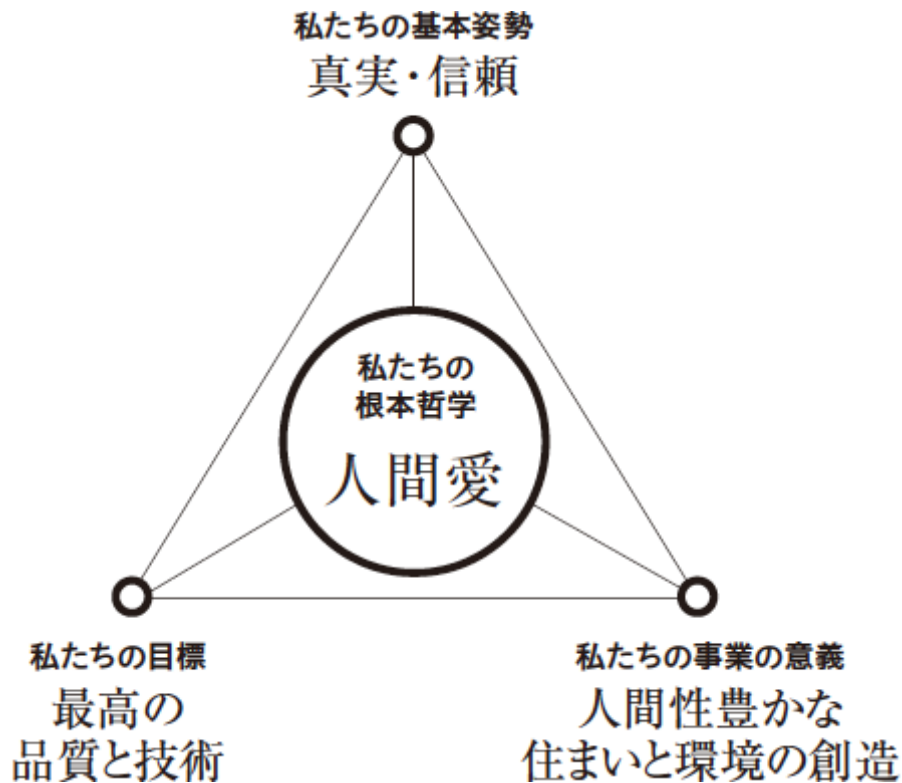 私たちの基本姿勢
真実・信頼
私たちの
根本哲学
人間愛
私たちの目標
最高の
品質と技術
私たちの事業の意義
人間性豊かな
住まいと環境の創造